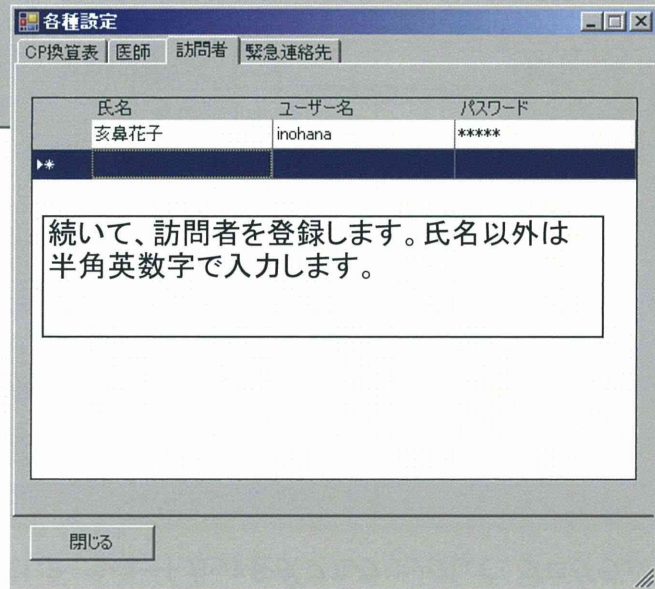 各種設定
CP換算表 医師 訪問者 緊急連絡先
氏名 ユーザー名 パスワード
亥鼻花子 inohana *****
続いて、訪問者を登録します。氏名以外は
半角英数字で入力します。
閉じる